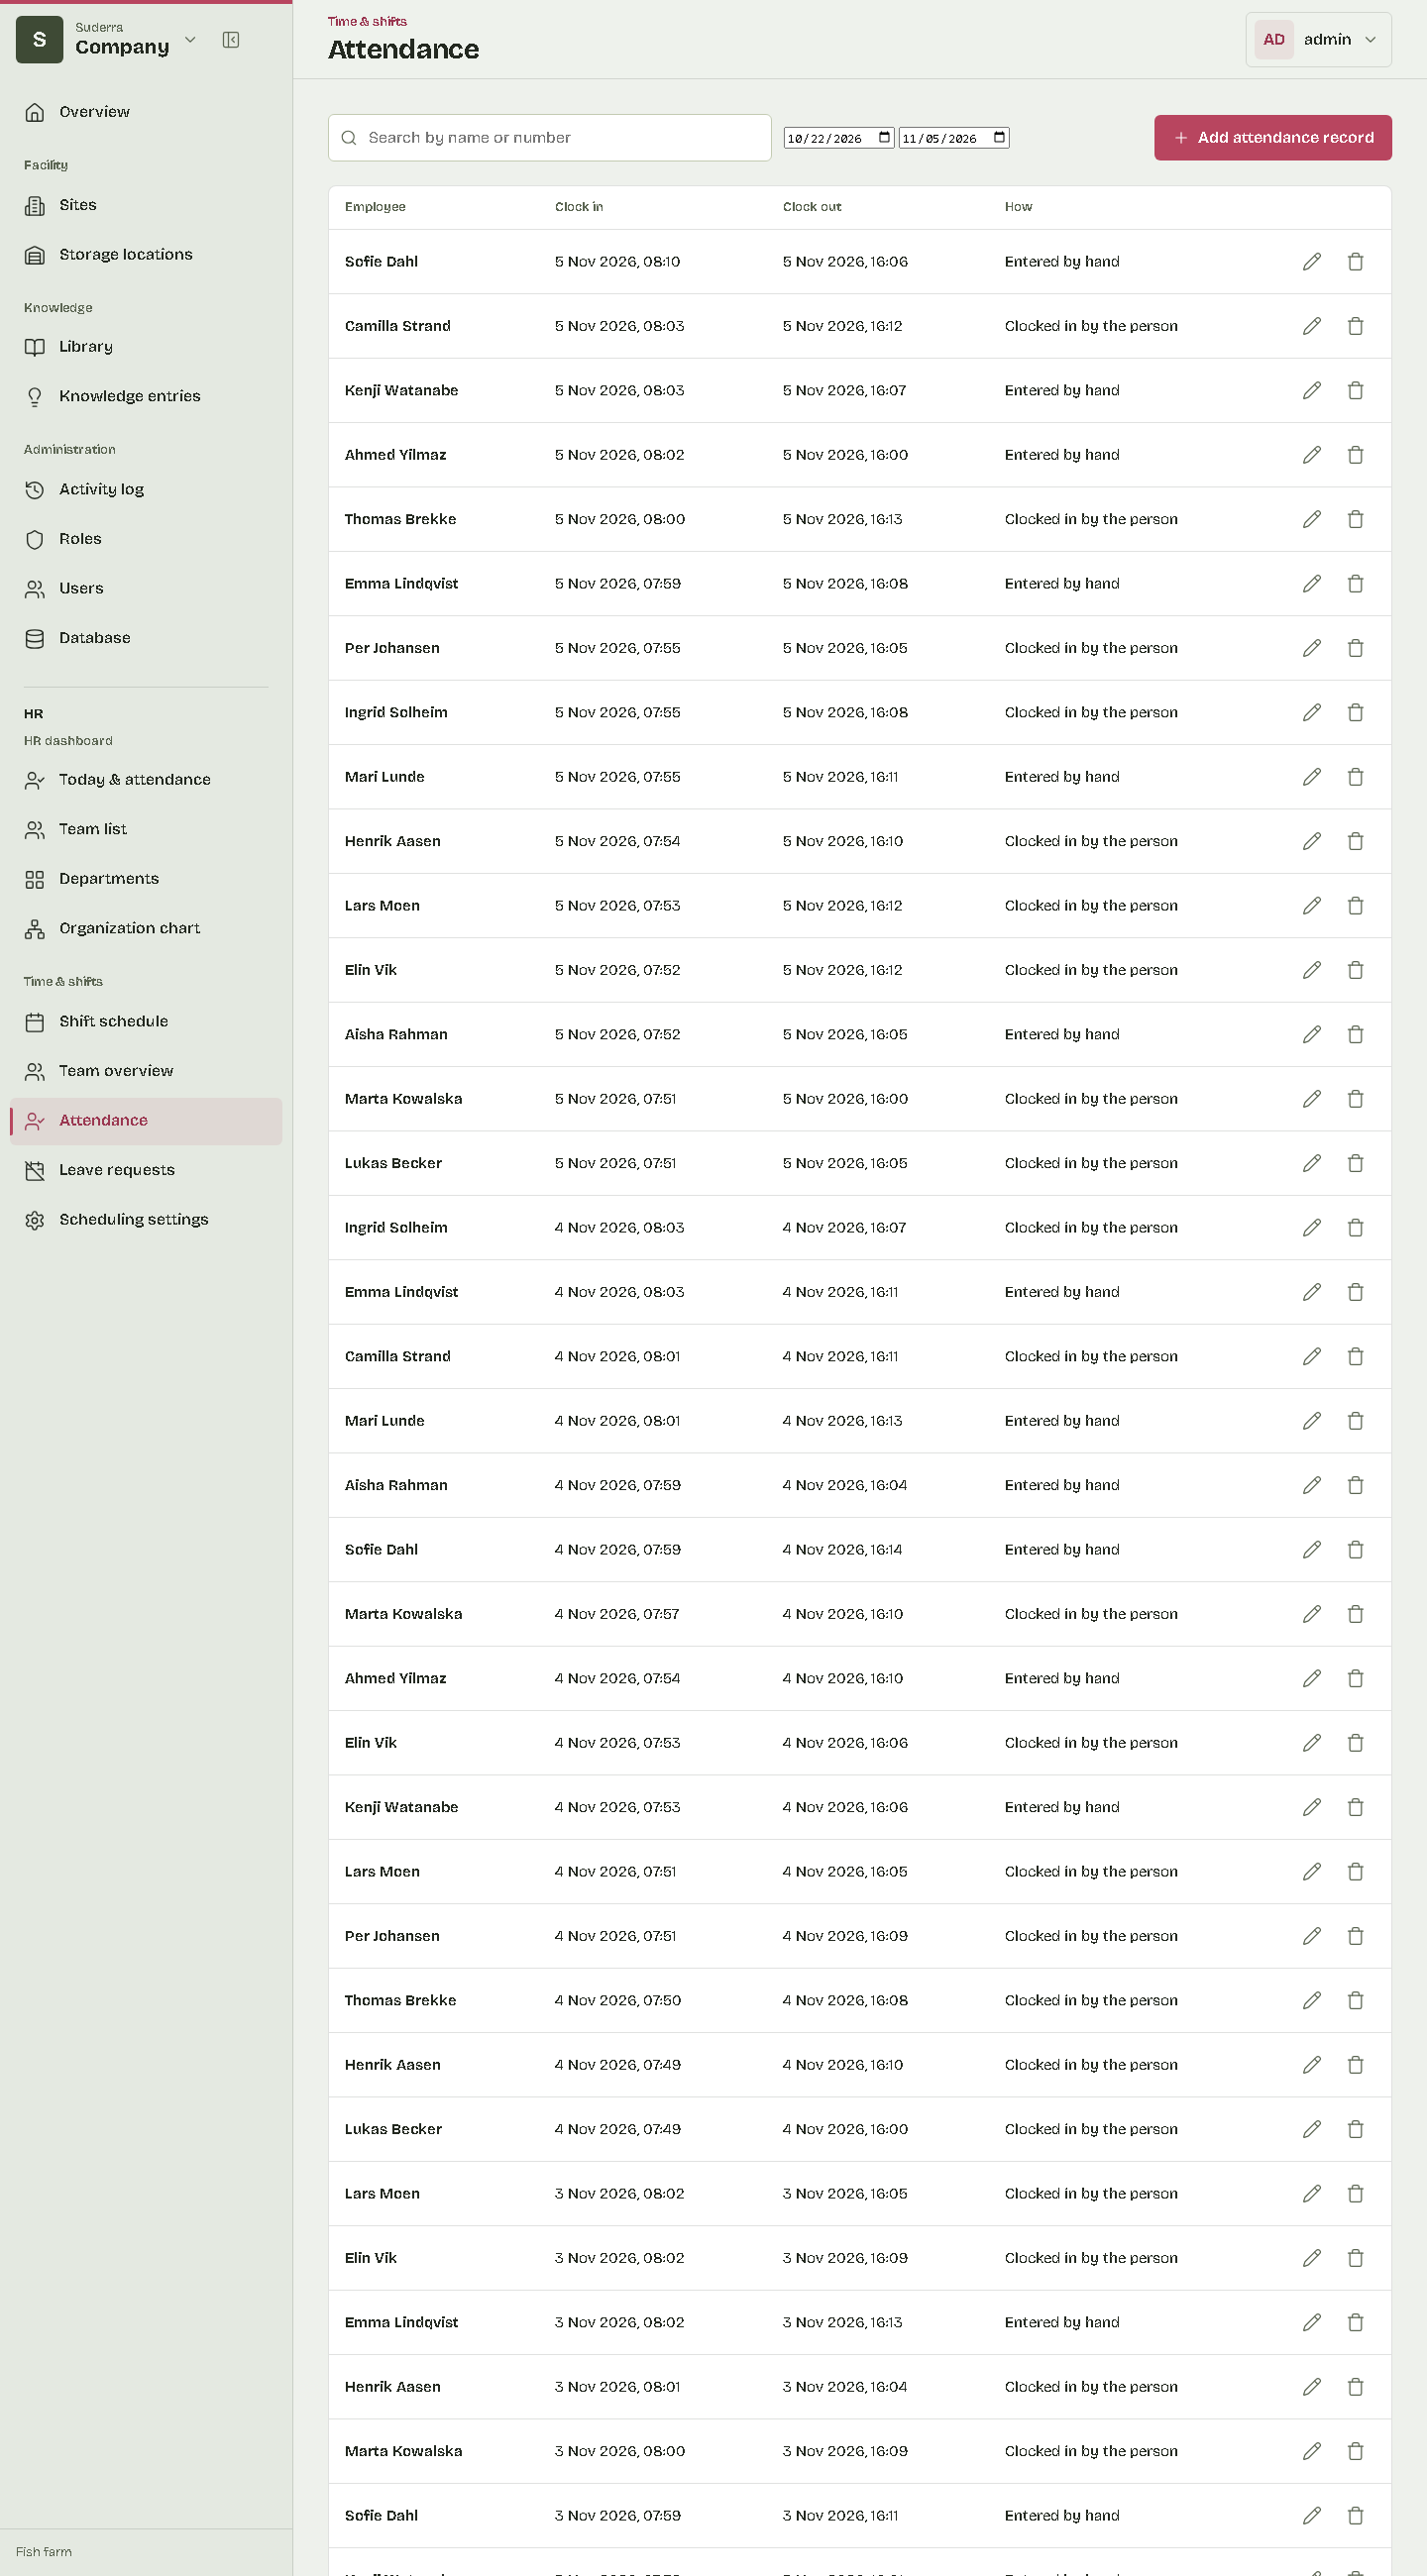 S
Suderra
Company
Overview
Facility
Sites
Storage locations
Knowledge
Library
Knowledge entries
Administration
Activity log
Roles
Users
Database
HR
HR dashboard
Today & attendance
Team list
Departments
Organization chart
Time & shifts
Shift schedule
Team overview
Attendance
Leave requests
Scheduling settings
Fish farm
Time & shifts
Attendance
AD admin
Search by name or number
10/22/2026 11/05/2026
+ Add attendance record
Employee Clock in Clock out How
Sofie Dahl 5 Nov 2026, 08:10 5 Nov 2026, 16:06 Entered by hand
Camilla Strand 5 Nov 2026, 08:03 5 Nov 2026, 16:12 Clocked in by the person
Kenji Watanabe 5 Nov 2026, 08:03 5 Nov 2026, 16:07 Entered by hand
Ahmed Yilmaz 5 Nov 2026, 08:02 5 Nov 2026, 16:00 Entered by hand
Thomas Brekke 5 Nov 2026, 08:00 5 Nov 2026, 16:13 Clocked in by the person
Emma Lindqvist 5 Nov 2026, 07:59 5 Nov 2026, 16:08 Entered by hand
Per Johansen 5 Nov 2026, 07:55 5 Nov 2026, 16:05 Clocked in by the person
Ingrid Solheim 5 Nov 2026, 07:55 5 Nov 2026, 16:08 Clocked in by the person
Mari Lunde 5 Nov 2026, 07:55 5 Nov 2026, 16:11 Entered by hand
Henrik Aasen 5 Nov 2026, 07:54 5 Nov 2026, 16:10 Clocked in by the person
Lars Moen 5 Nov 2026, 07:53 5 Nov 2026, 16:12 Clocked in by the person
Elin Vik 5 Nov 2026, 07:52 5 Nov 2026, 16:12 Clocked in by the person
Aisha Rahman 5 Nov 2026, 07:52 5 Nov 2026, 16:05 Entered by hand
Marta Kowalska 5 Nov 2026, 07:51 5 Nov 2026, 16:00 Clocked in by the person
Lukas Becker 5 Nov 2026, 07:51 5 Nov 2026, 16:05 Clocked in by the person
Ingrid Solheim 4 Nov 2026, 08:03 4 Nov 2026, 16:07 Clocked in by the person
Emma Lindqvist 4 Nov 2026, 08:03 4 Nov 2026, 16:11 Entered by hand
Camilla Strand 4 Nov 2026, 08:01 4 Nov 2026, 16:11 Clocked in by the person
Mari Lunde 4 Nov 2026, 08:01 4 Nov 2026, 16:13 Entered by hand
Aisha Rahman 4 Nov 2026, 07:59 4 Nov 2026, 16:04 Entered by hand
Sofie Dahl 4 Nov 2026, 07:59 4 Nov 2026, 16:14 Entered by hand
Marta Kowalska 4 Nov 2026, 07:57 4 Nov 2026, 16:10 Clocked in by the person
Ahmed Yilmaz 4 Nov 2026, 07:54 4 Nov 2026, 16:10 Entered by hand
Elin Vik 4 Nov 2026, 07:53 4 Nov 2026, 16:06 Clocked in by the person
Kenji Watanabe 4 Nov 2026, 07:53 4 Nov 2026, 16:06 Entered by hand
Lars Moen 4 Nov 2026, 07:51 4 Nov 2026, 16:05 Clocked in by the person
Per Johansen 4 Nov 2026, 07:51 4 Nov 2026, 16:09 Clocked in by the person
Thomas Brekke 4 Nov 2026, 07:50 4 Nov 2026, 16:08 Clocked in by the person
Henrik Aasen 4 Nov 2026, 07:49 4 Nov 2026, 16:10 Clocked in by the person
Lukas Becker 4 Nov 2026, 07:49 4 Nov 2026, 16:00 Clocked in by the person
Lars Moen 3 Nov 2026, 08:02 3 Nov 2026, 16:05 Clocked in by the person
Elin Vik 3 Nov 2026, 08:02 3 Nov 2026, 16:09 Clocked in by the person
Emma Lindqvist 3 Nov 2026, 08:02 3 Nov 2026, 16:13 Entered by hand
Henrik Aasen 3 Nov 2026, 08:01 3 Nov 2026, 16:04 Clocked in by the person
Marta Kowalska 3 Nov 2026, 08:00 3 Nov 2026, 16:09 Clocked in by the person
Sofie Dahl 3 Nov 2026, 07:59 3 Nov 2026, 16:11 Entered by hand